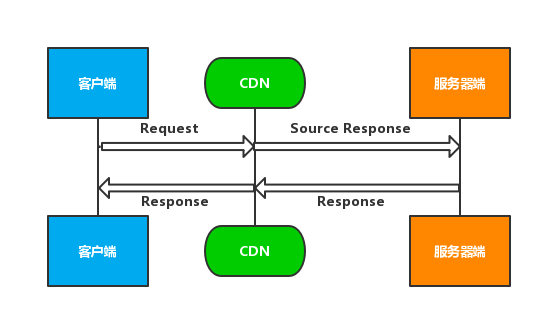 客户端
CDN
服务器端
Request
Source Response
Response
Response
客户端
CDN
服务器端